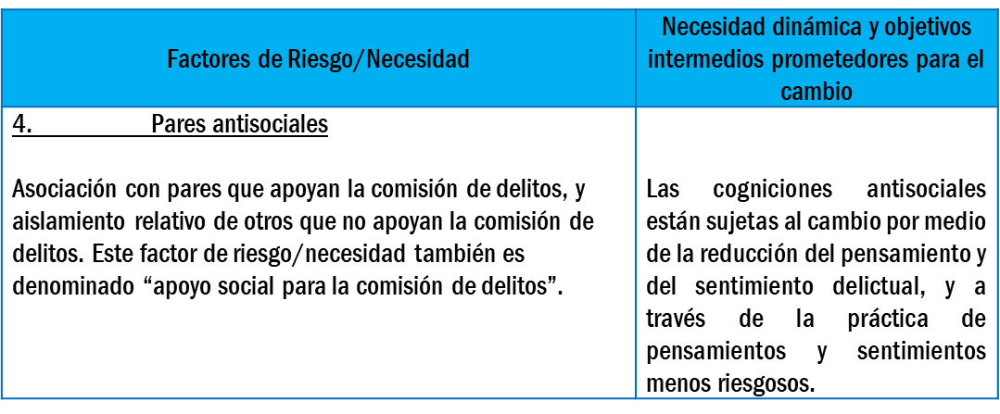 Factores de Riesgo/Necesidad
Necesidad dinámica y objetivos
intermedios prometedores para el
cambio
4. Pares antisociales
Asociación con pares que apoyan la comisión de delitos, y
aislamiento relativo de otros que no apoyan la comisión de
delitos. Este factor de riesgo/necesidad también es
denominado “apoyo social para la comisión de delitos”.
Las cogniciones antisociales
están sujetas al cambio por medio
de la reducción del pensamiento y
del sentimiento delictual, y a
través de la práctica de
pensamientos y sentimientos
menos riesgosos.